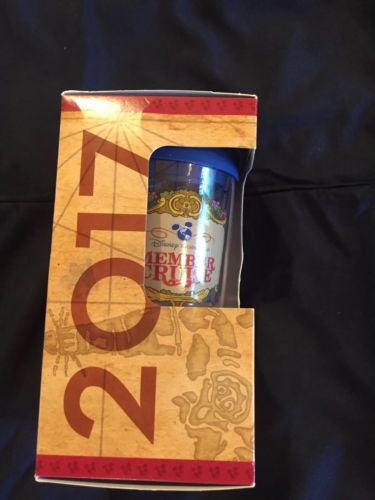 2017
Disney
MEMBER
CRUISE